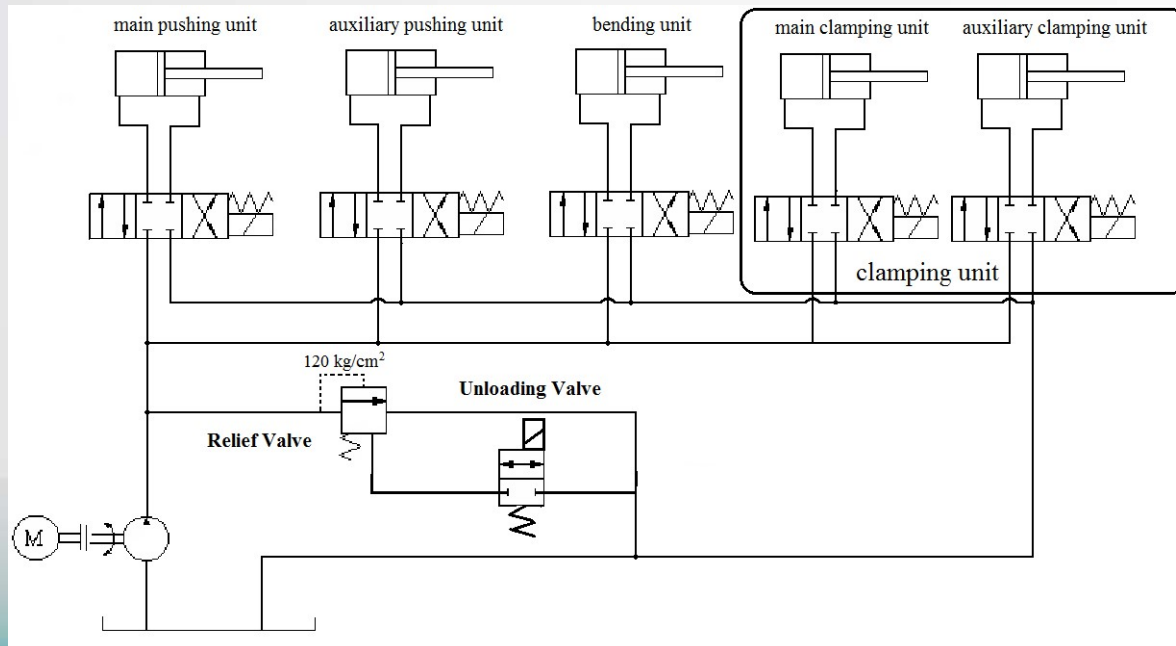 main pushing unit
auxiliary pushing unit
bending unit
main clamping unit
auxiliary clamping unit
clamping unit
120 kg/cm²
Unloading Valve
Relief Valve
M